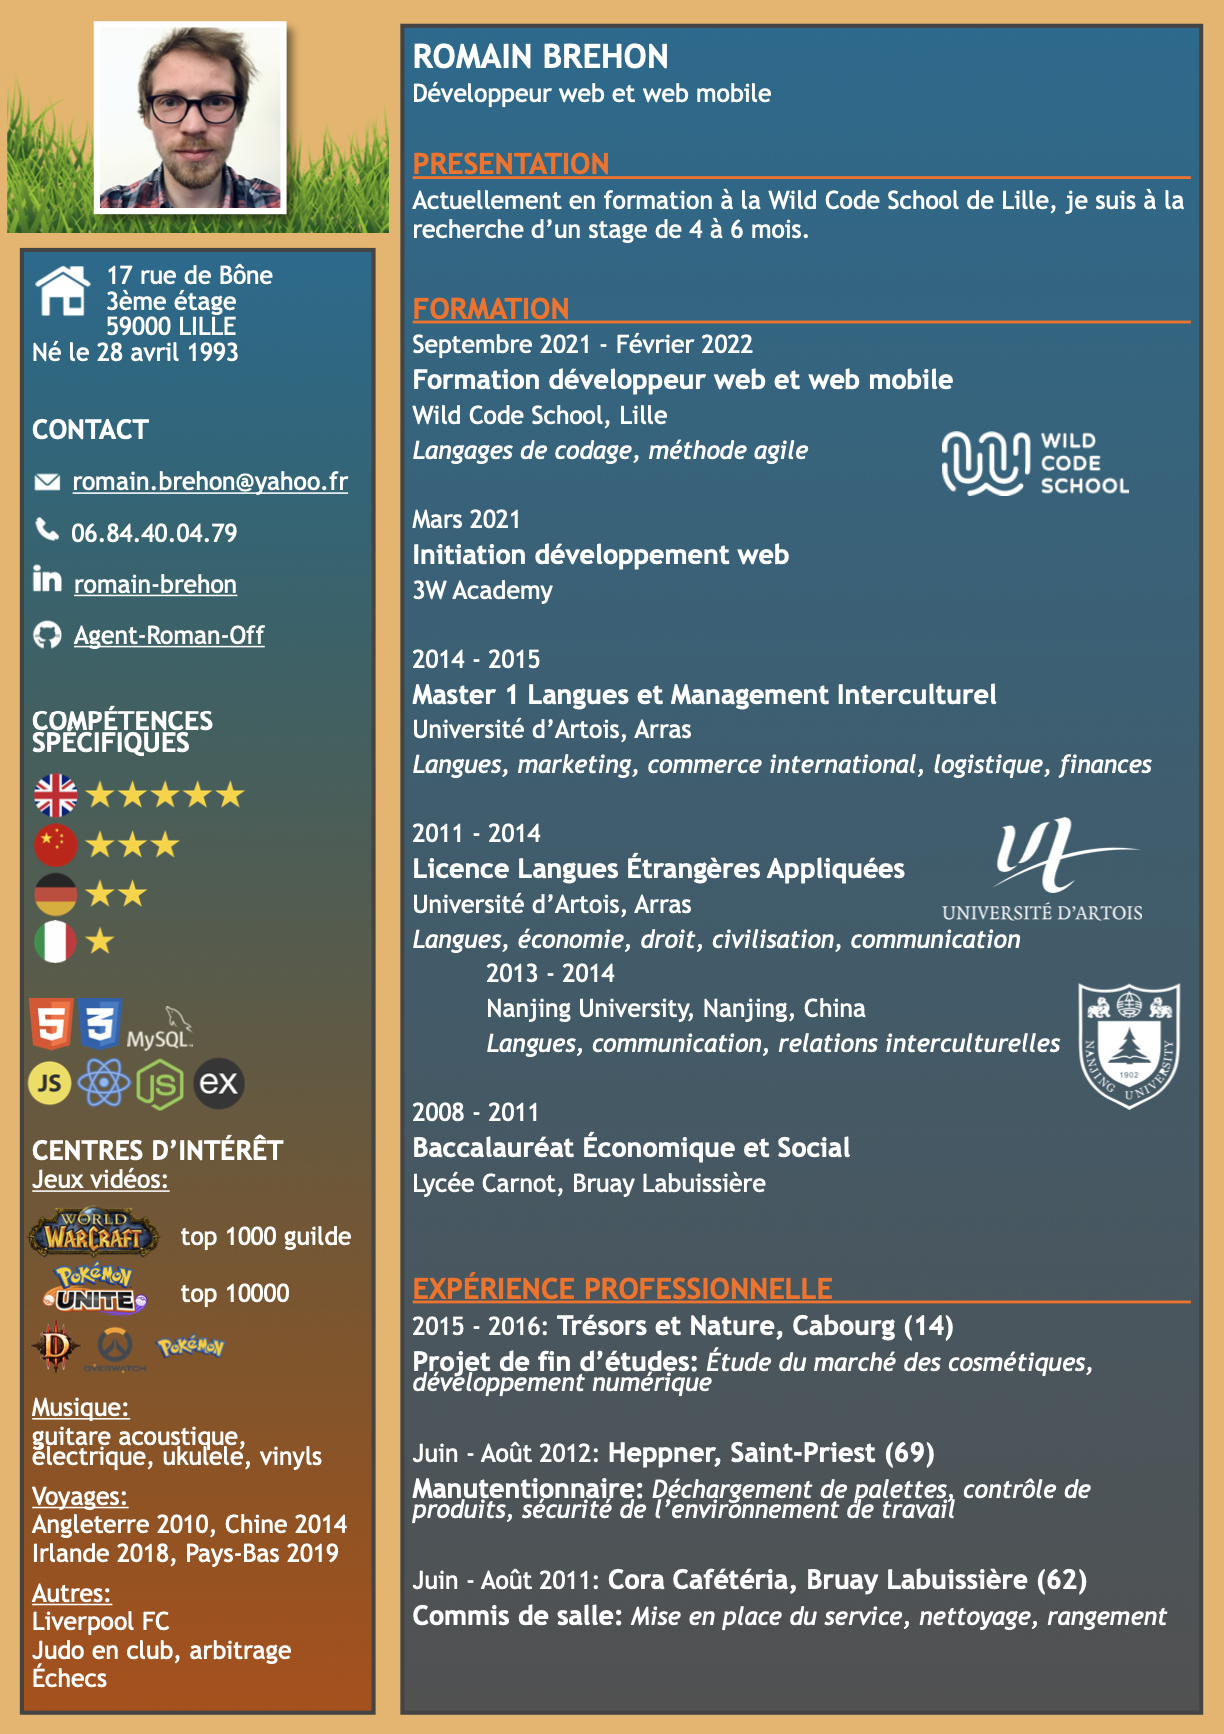 17 rue de Bône
3ème étage
59000 LILLE
Né le 28 avril 1993
CONTACT
romain.brehon@yahoo.fr
06.84.40.04.79
in romain-brehon
Agent-Roman-Off
COMPÉTENCES
SPÉCIFIQUES
5 3 MySQL
JS JS ex
CENTRES D’INTÉRÊT
Jeux vidéos:
WORLD
WARCRAFT
top 1000 guilde
POKÉMON
UNITE
top 10000
D OVERWATCH POKÉMON
Musique:
guitare acoustique,
électrique, ukulele, vinyls
Voyages:
Angleterre 2010, Chine 2014
Irlande 2018, Pays-Bas 2019
Autres:
Liverpool FC
Judo en club, arbitrage
Échecs
ROMAIN BREHON
Développeur web et web mobile
PRESENTATION
Actuellement en formation à la Wild Code School de Lille, je suis à la
recherche d’un stage de 4 à 6 mois.
FORMATION
Septembre 2021 - Février 2022
Formation développeur web et web mobile
Wild Code School, Lille
Langages de codage, méthode agile
WILD
CODE
SCHOOL
Mars 2021
Initiation développement web
3W Academy
2014 - 2015
Master 1 Langues et Management Interculturel
Université d’Artois, Arras
Langues, marketing, commerce international, logistique, finances
2011 - 2014
Licence Langues Étrangères Appliquées
Université d’Artois, Arras
UNIVERSITÉ D'ARTOIS
Langues, économie, droit, civilisation, communication
2013 - 2014
Nanjing University, Nanjing, China
Langues, communication, relations interculturelles
1902
NANJING UNIVERSITY
2008 - 2011
Baccalauréat Économique et Social
Lycée Carnot, Bruay Labuissière
EXPÉRIENCE PROFESSIONNELLE
2015 - 2016: Trésors et Nature, Cabourg (14)
Projet de fin d’études: Étude du marché des cosmétiques,
développement numérique
Juin - Août 2012: Heppner, Saint-Priest (69)
Manutentionnaire: Déchargement de palettes, contrôle de
produits, sécurité de l’environnement de travail
Juin - Août 2011: Cora Cafétéria, Bruay Labuissière (62)
Commis de salle: Mise en place du service, nettoyage, rangement